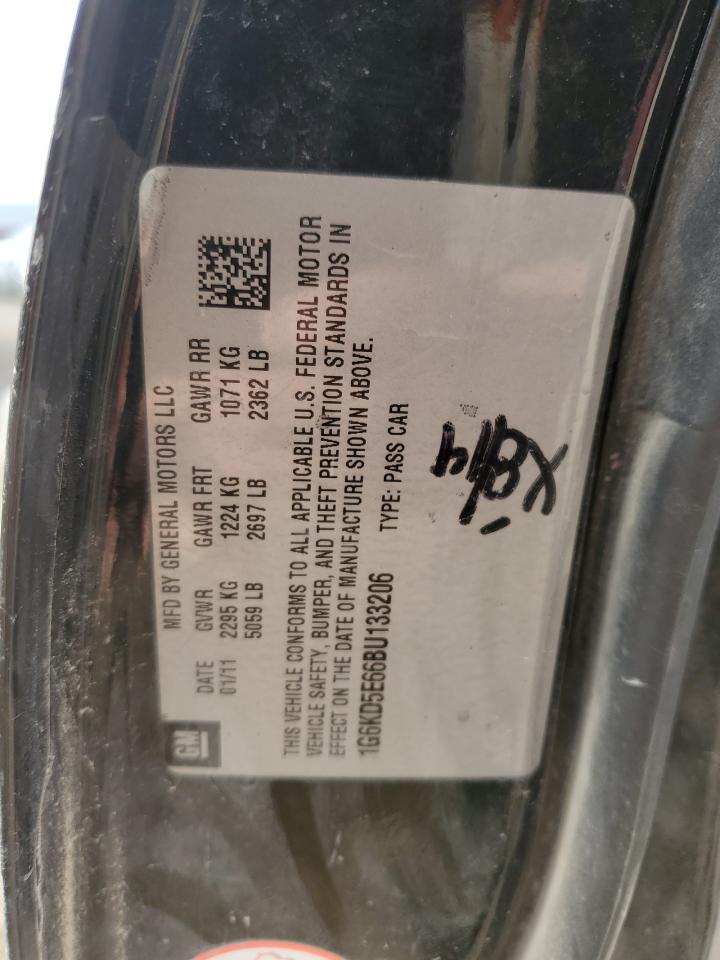 MFD BY GENERAL MOTORS LLC
DATE GVWR GAWR FRT GAWR RR
01/11 2295 KG 1224 KG 1071 KG
5059 LB 2697 LB 2362 LB
GM
THIS VEHICLE CONFORMS TO ALL APPLICABLE U.S. FEDERAL MOTOR
VEHICLE SAFETY, BUMPER, AND THEFT PREVENTION STANDARDS IN
EFFECT ON THE DATE OF MANUFACTURE SHOWN ABOVE.
1G6KD5E66BU133206 TYPE: PASS CAR